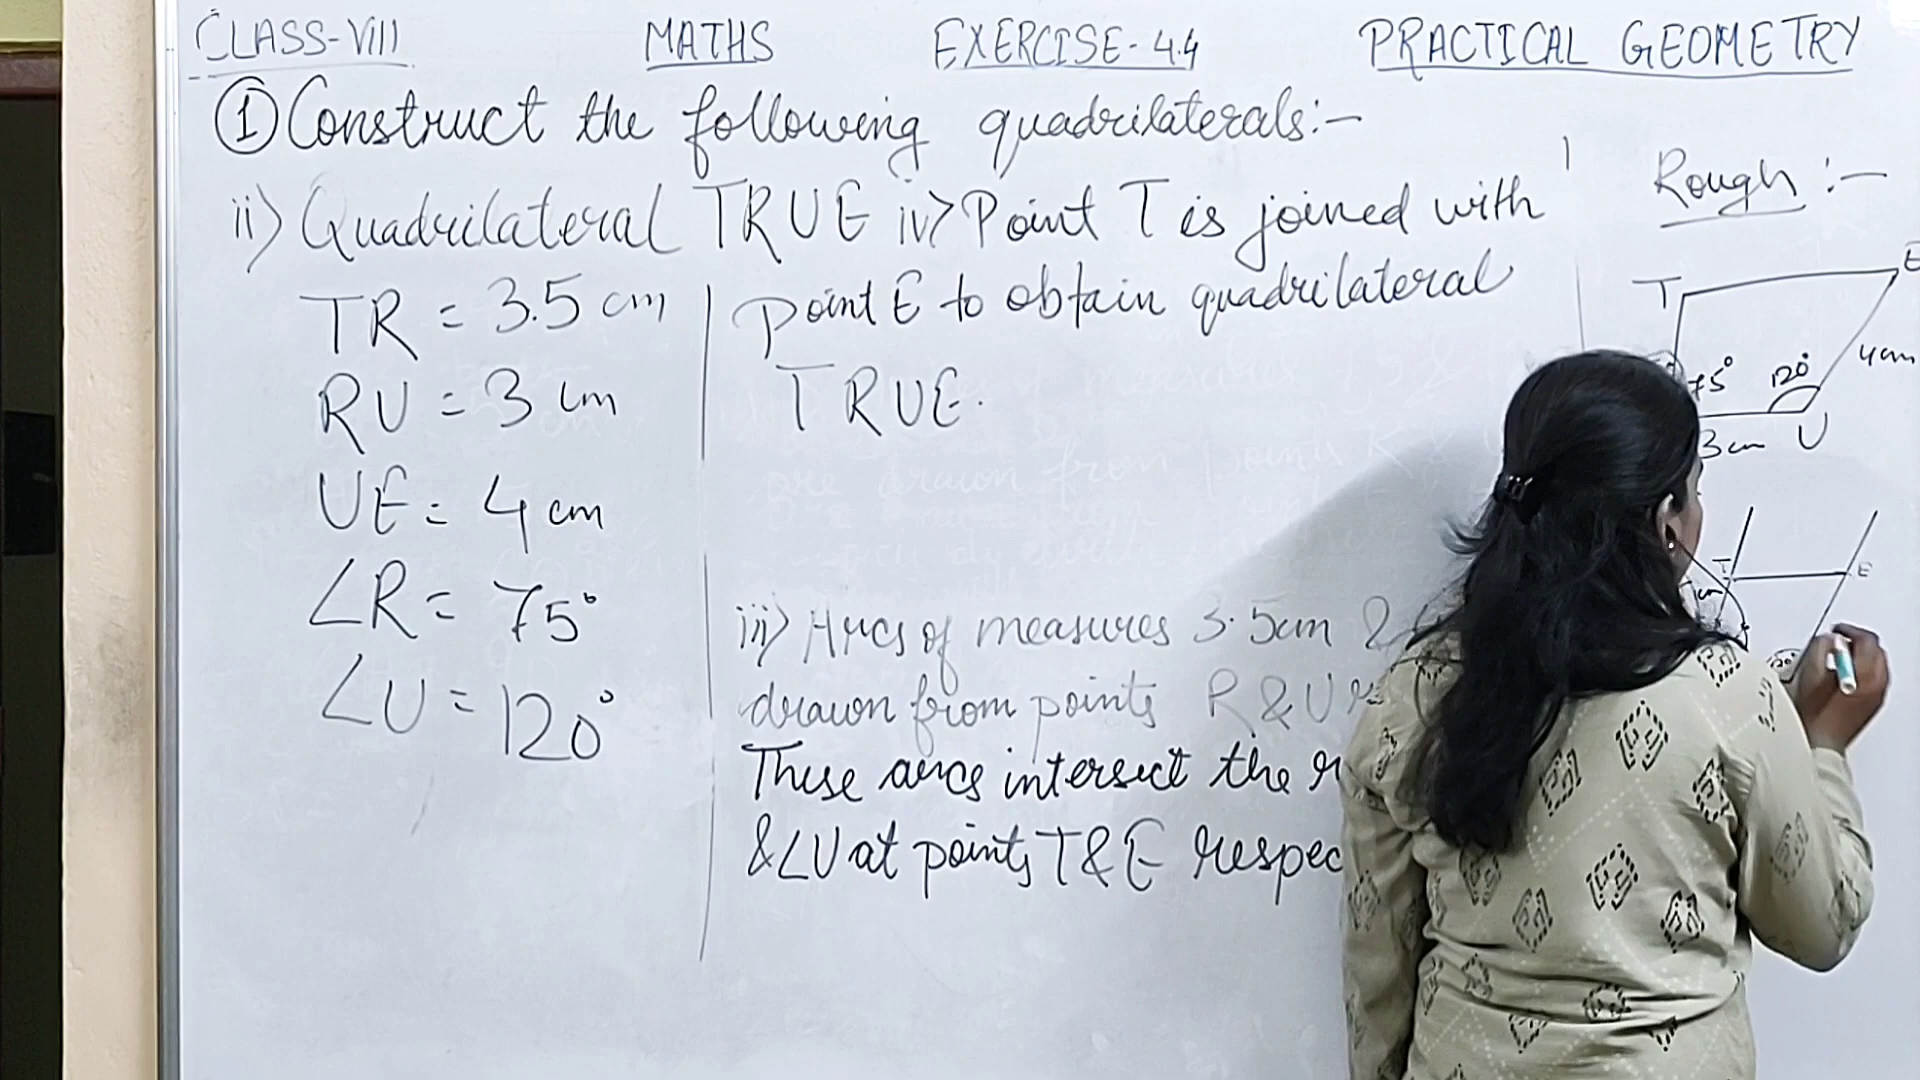 CLASS-VIII MATHS EXERCISE-4.4 PRACTICAL GEOMETRY
① Construct the following quadrilaterals:-
ii) Quadrilateral TRUE
TR = 3.5 cm
RU = 3 cm
UE = 4 cm
∠R = 75°
∠U = 120°
iv) Point T is joined with
point E to obtain quadrilateral
TRUE.
iii) Arcs of measures 3.5cm &
drawn from points R & U
These arcs intersect the
& ∠U at points T & E
Rough :-
T E
4cm
75° 120°
3cm U
T E